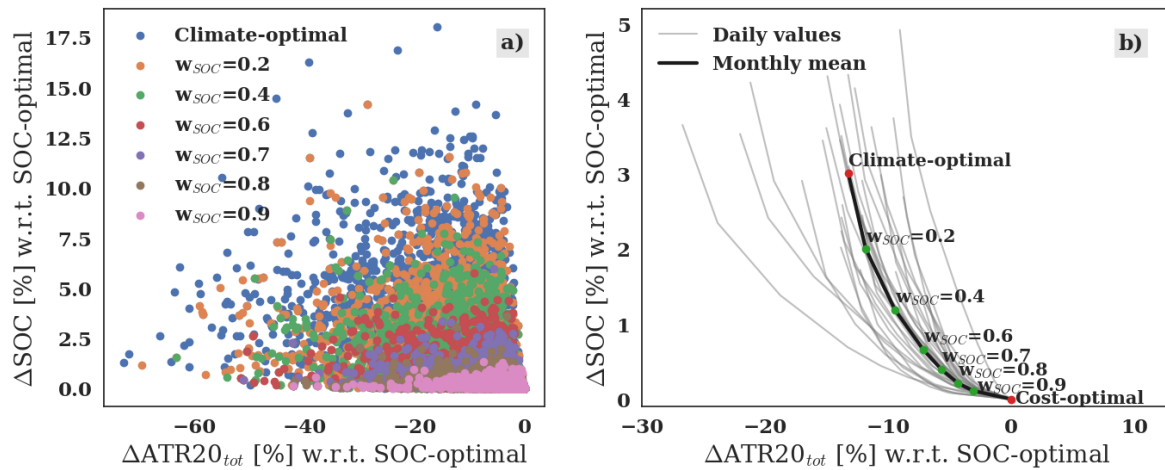 a)
Climate-optimal
w_SOC=0.2
w_SOC=0.4
w_SOC=0.6
w_SOC=0.7
w_SOC=0.8
w_SOC=0.9
ΔSOC [%] w.r.t. SOC-optimal
17.5
15.0
12.5
10.0
7.5
5.0
2.5
0.0
−60
−40
−20
0
ΔATR20_tot [%] w.r.t. SOC-optimal
b)
Daily values
Monthly mean
ΔSOC [%] w.r.t. SOC-optimal
5
4
3
2
1
0
Climate-optimal
w_SOC=0.2
w_SOC=0.4
w_SOC=0.6
w_SOC=0.7
w_SOC=0.8
w_SOC=0.9
Cost-optimal
−30
−20
−10
0
10
ΔATR20_tot [%] w.r.t. SOC-optimal